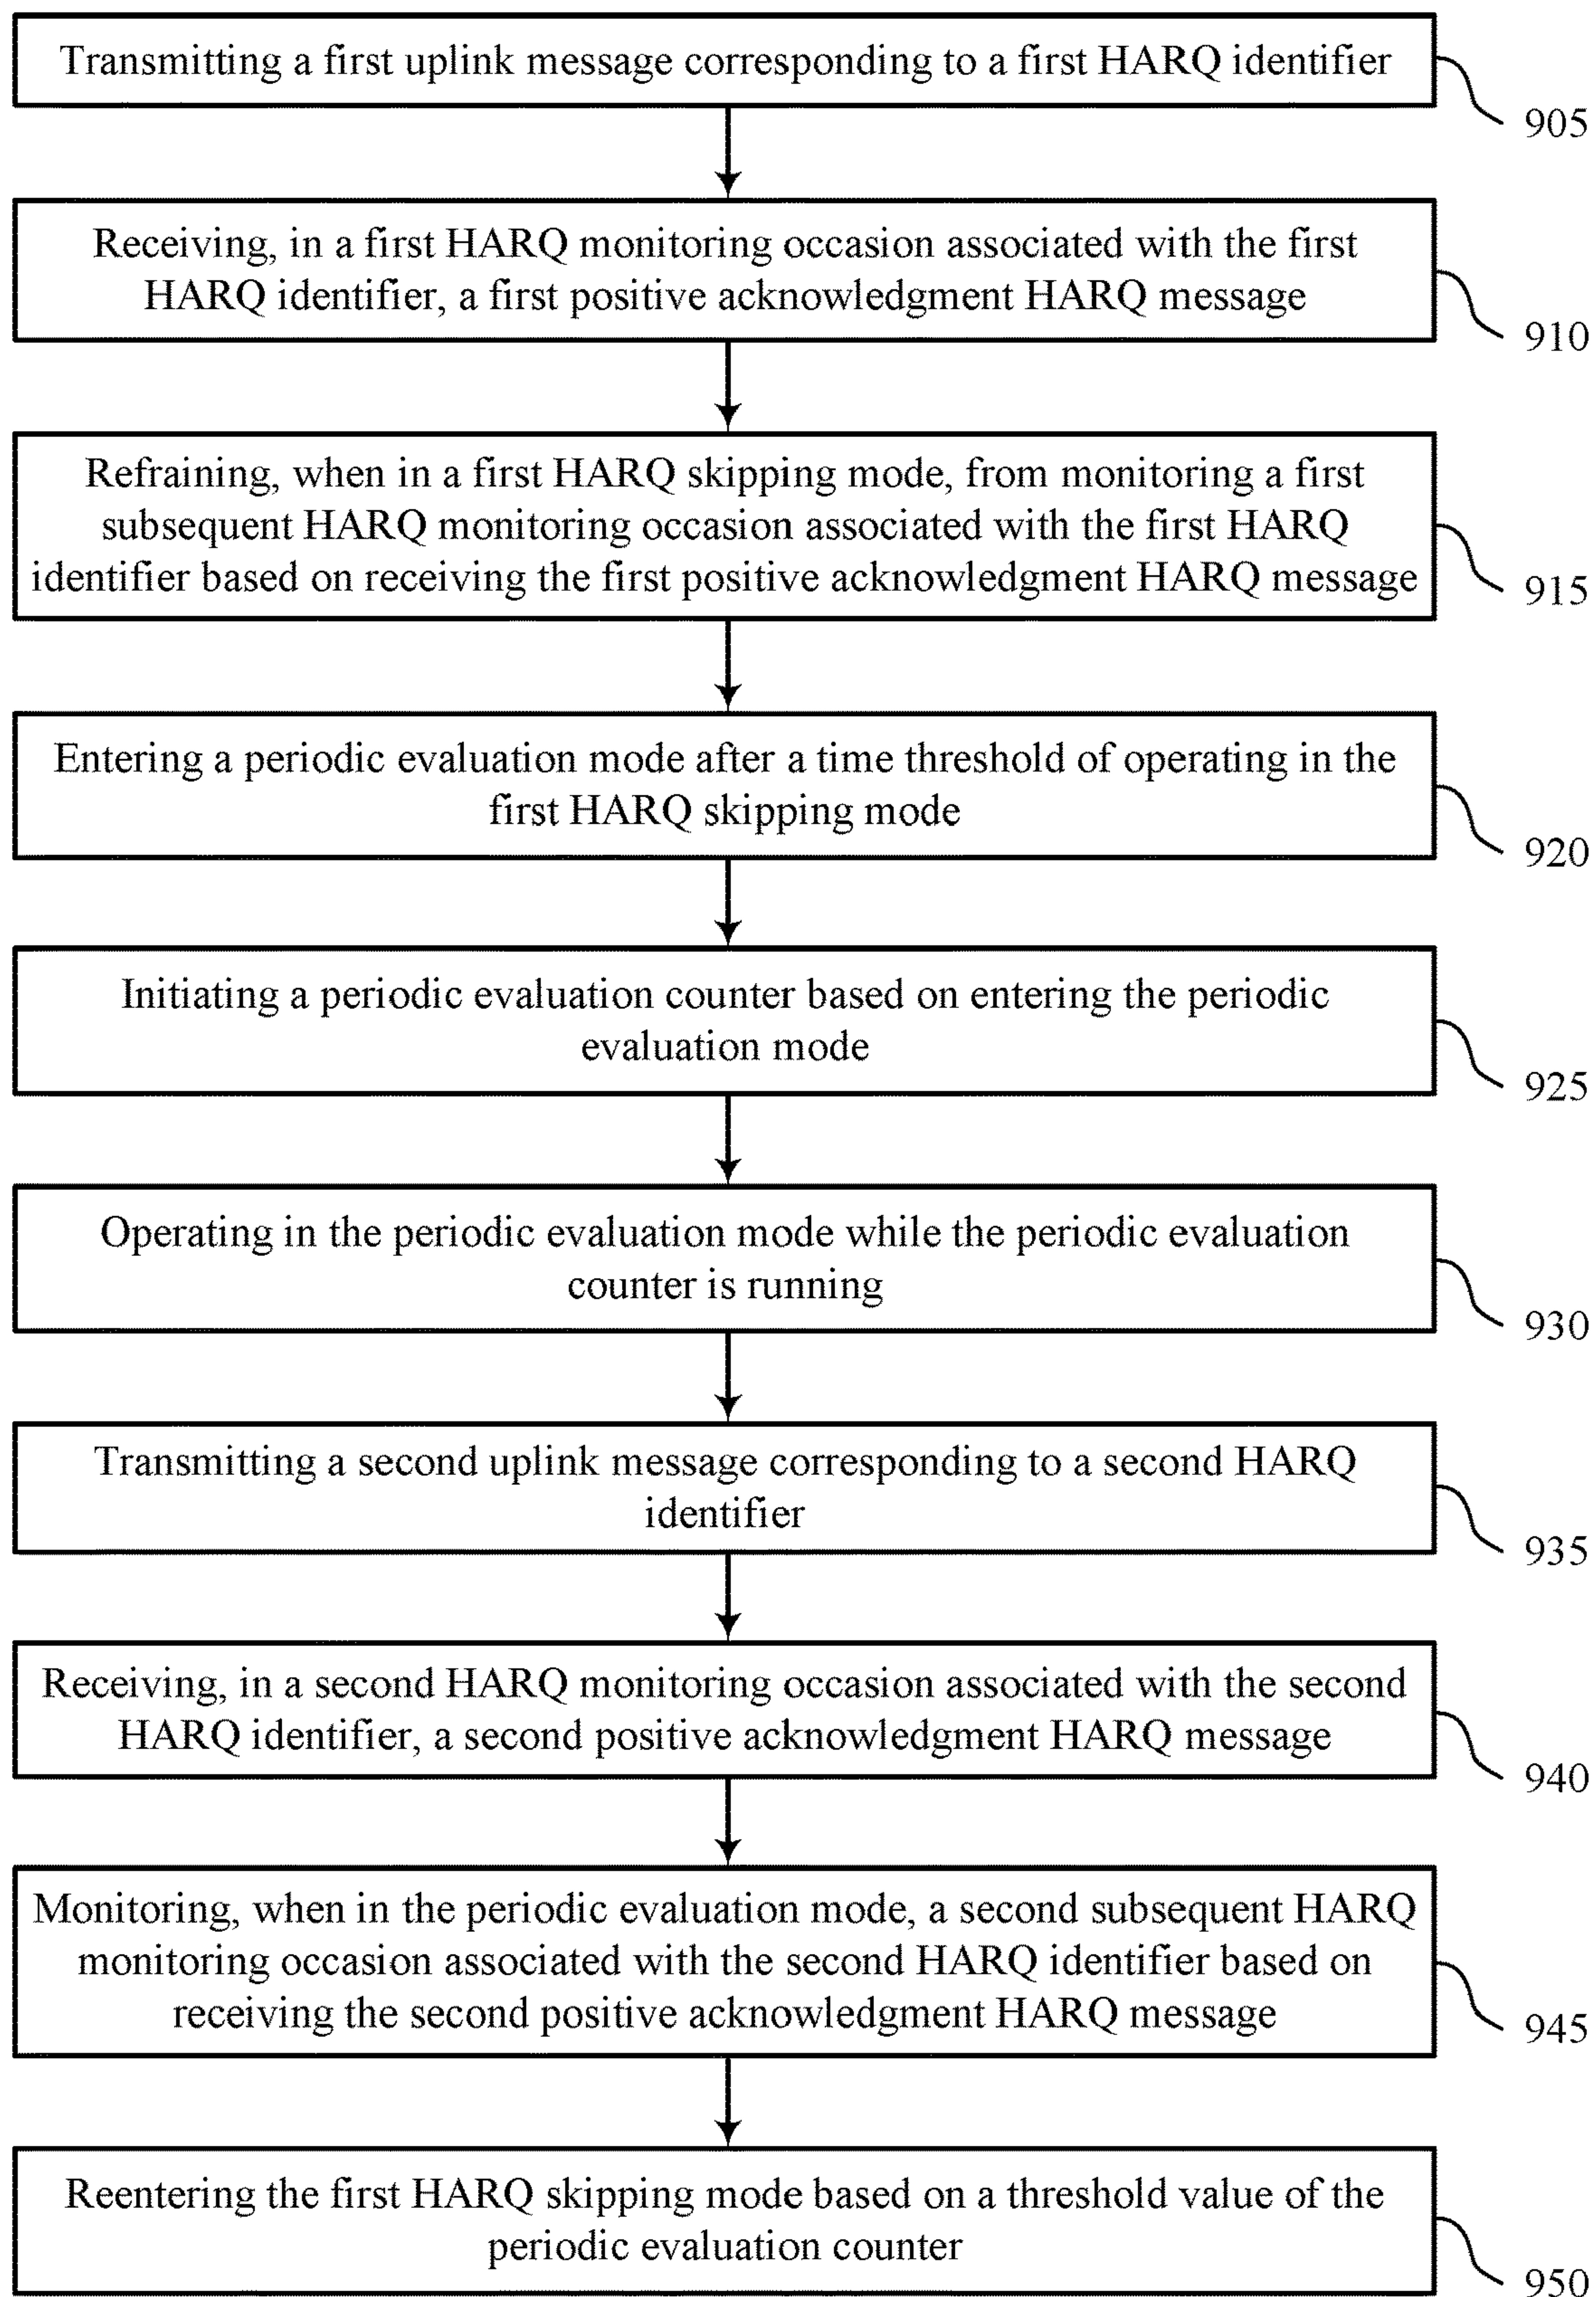 Transmitting a first uplink message corresponding to a first HARQ identifier
905
Receiving, in a first HARQ monitoring occasion associated with the first
HARQ identifier, a first positive acknowledgment HARQ message
910
Refraining, when in a first HARQ skipping mode, from monitoring a first
subsequent HARQ monitoring occasion associated with the first HARQ
identifier based on receiving the first positive acknowledgment HARQ message
915
Entering a periodic evaluation mode after a time threshold of operating in the
first HARQ skipping mode
920
Initiating a periodic evaluation counter based on entering the periodic
evaluation mode
925
Operating in the periodic evaluation mode while the periodic evaluation
counter is running
930
Transmitting a second uplink message corresponding to a second HARQ
identifier
935
Receiving, in a second HARQ monitoring occasion associated with the second
HARQ identifier, a second positive acknowledgment HARQ message
940
Monitoring, when in the periodic evaluation mode, a second subsequent HARQ
monitoring occasion associated with the second HARQ identifier based on
receiving the second positive acknowledgment HARQ message
945
Reentering the first HARQ skipping mode based on a threshold value of the
periodic evaluation counter
950